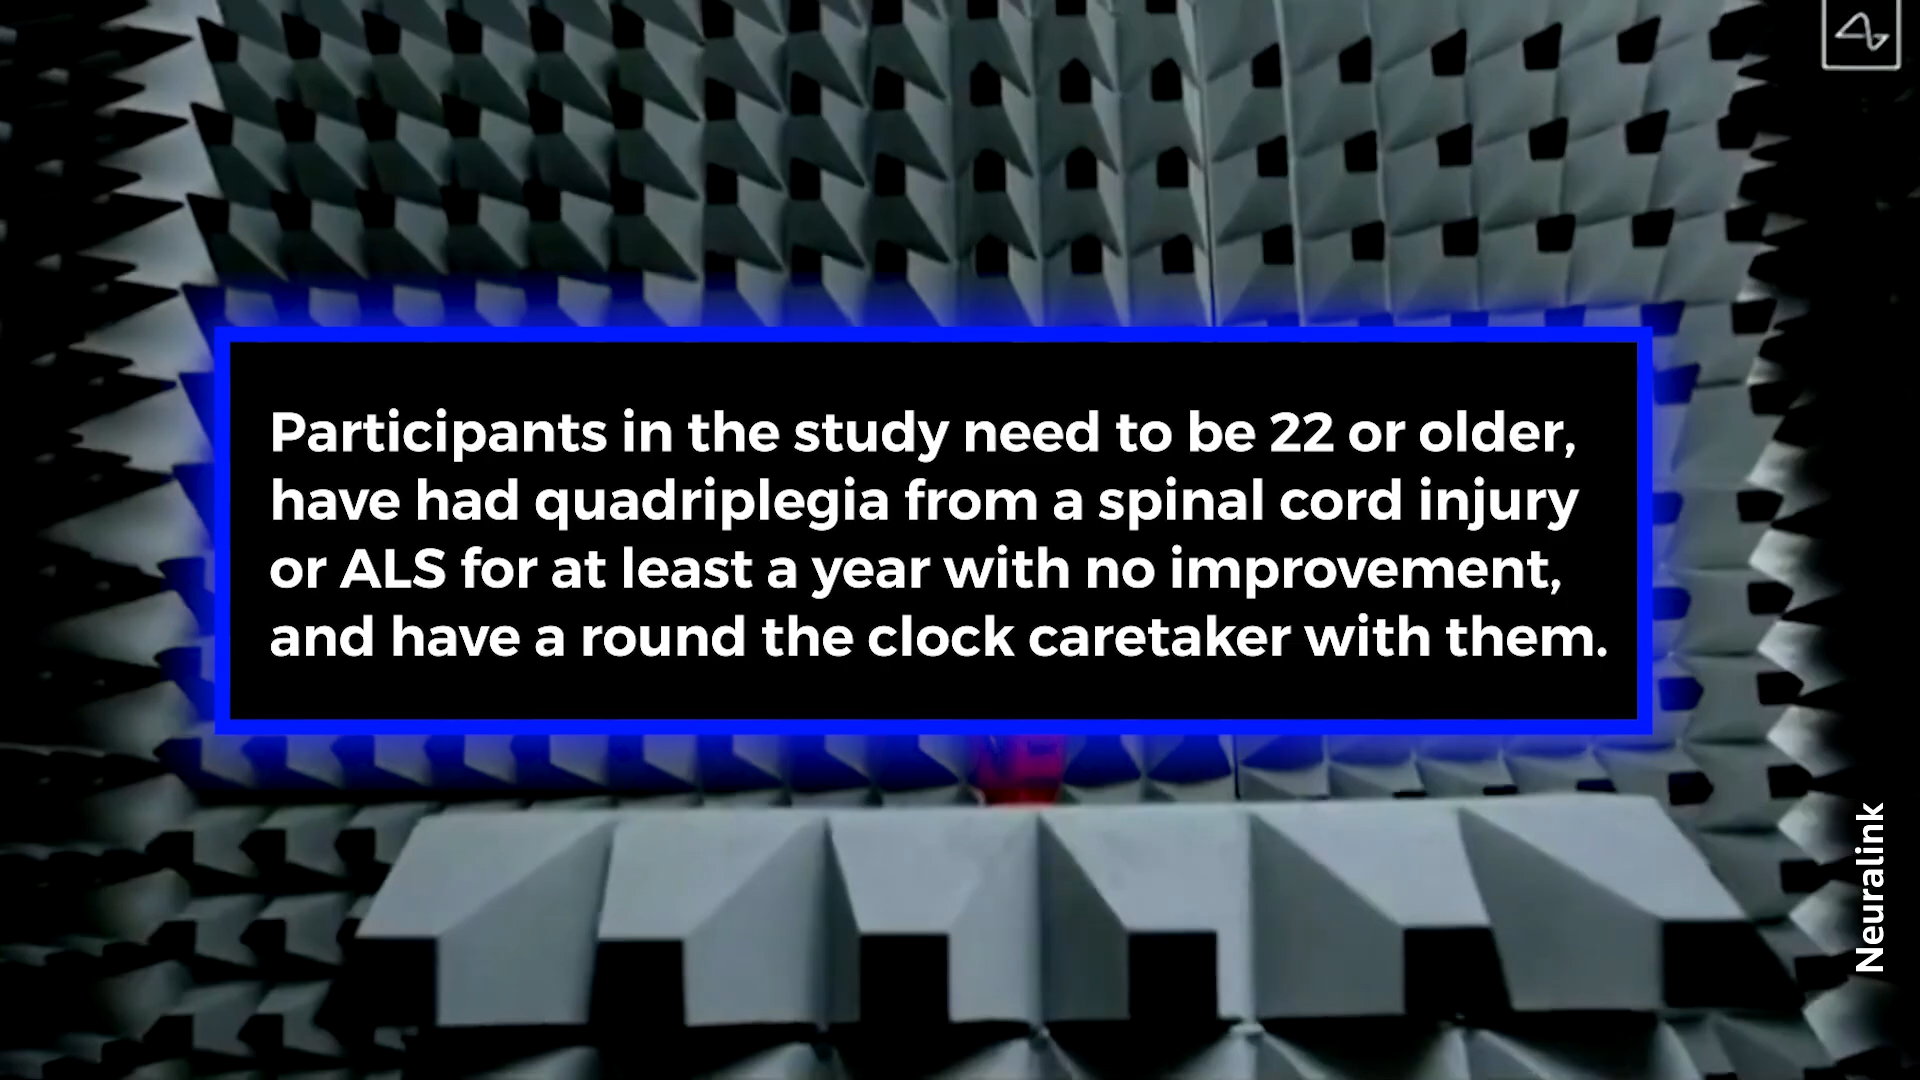 Participants in the study need to be 22 or older,
have had quadriplegia from a spinal cord injury
or ALS for at least a year with no improvement,
and have a round the clock caretaker with them.
Neuralink